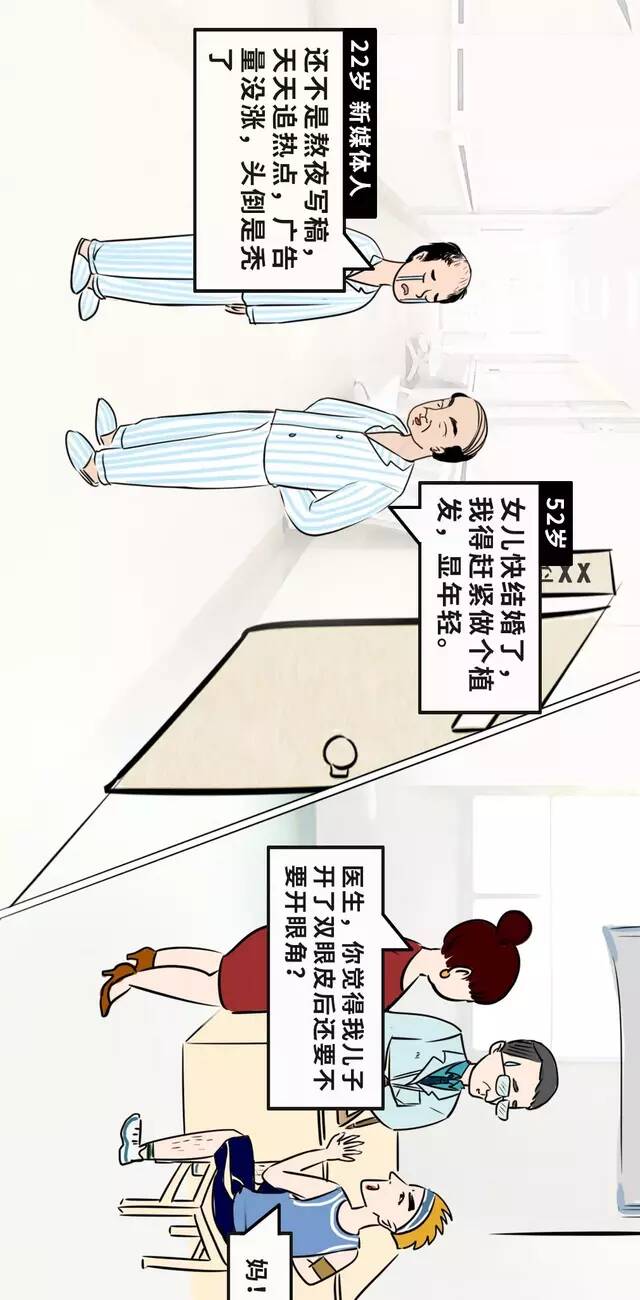 22岁 新媒体人
还不是熬夜写稿，
天天追热点，广告
量没涨，头倒是秃
了
52岁
女儿快结婚了，
我得赶紧做个植
发，显年轻。
XX
医生，你觉得我儿子
开了双眼皮后还要不
要开眼角？
妈！